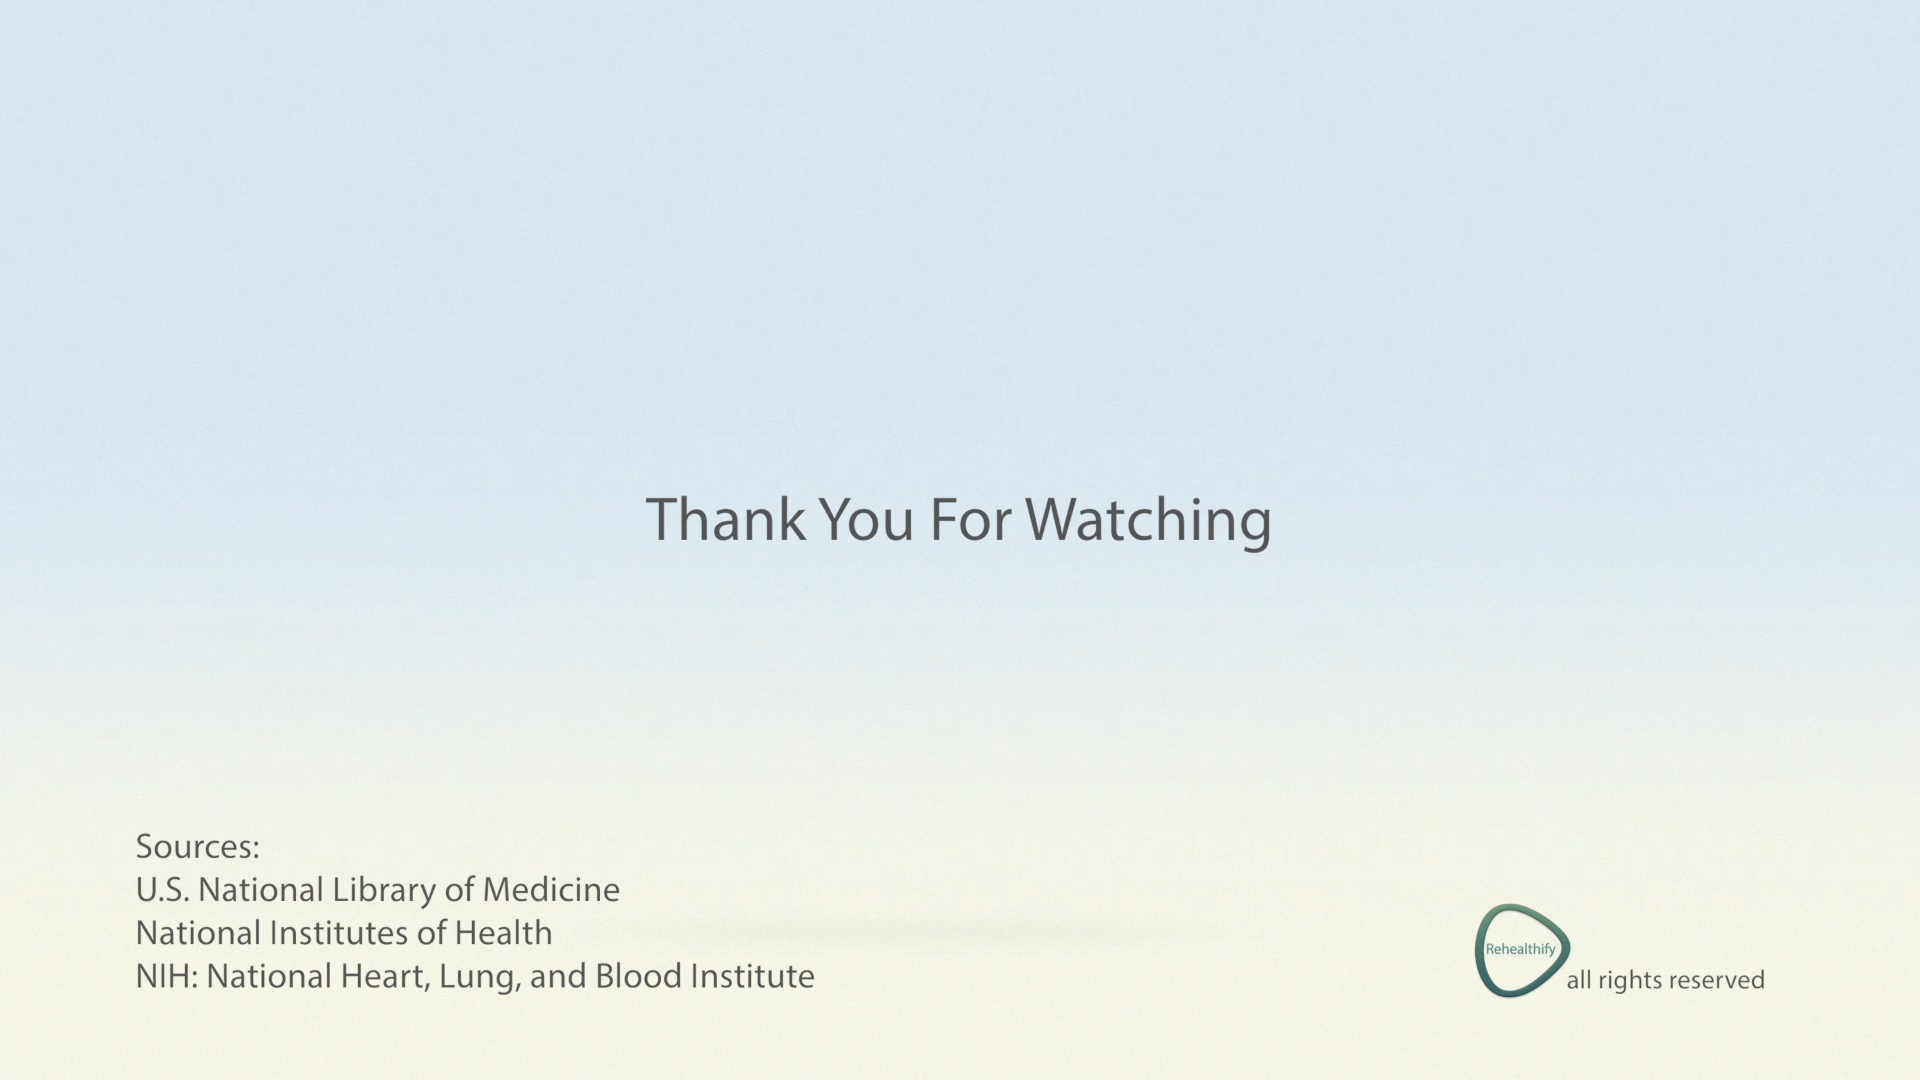 Thank You For Watching
Sources:
U.S. National Library of Medicine
National Institutes of Health
NIH: National Heart, Lung, and Blood Institute
Rehealthify
all rights reserved